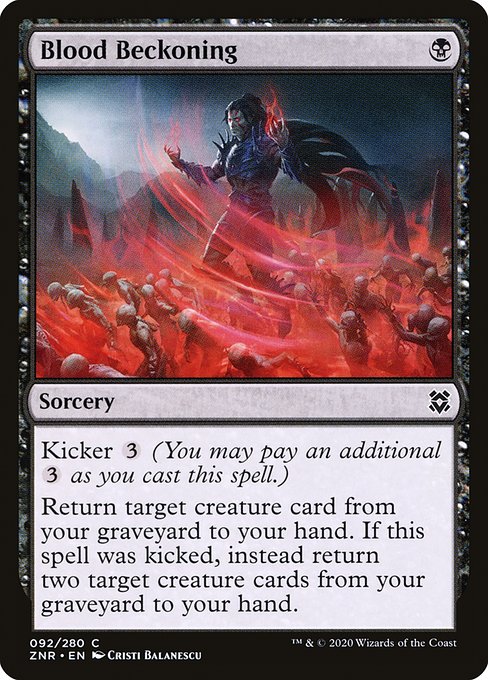 Blood Beckoning
Sorcery
Kicker 3 (You may pay an additional
3 as you cast this spell.)
Return target creature card from
your graveyard to your hand. If this
spell was kicked, instead return
two target creature cards from your
graveyard to your hand.
092/280 C
ZNR • EN Cristi Balanescu
™ & © 2020 Wizards of the Coast